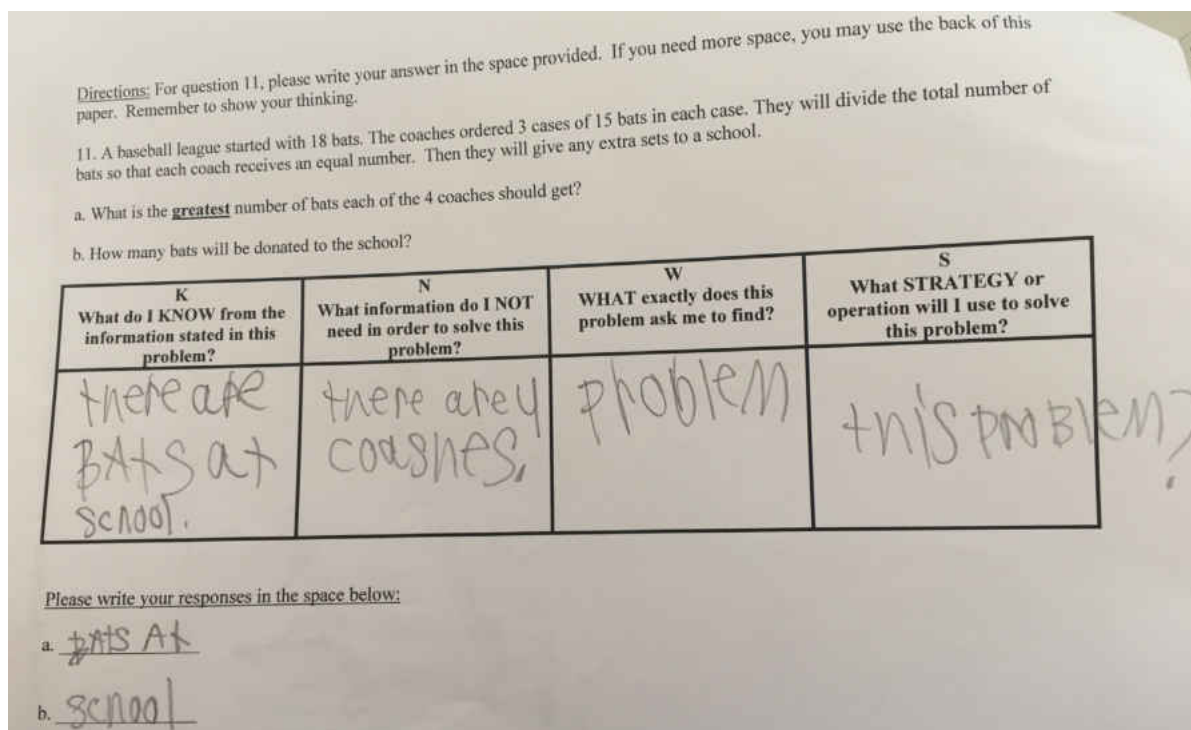 Directions: For question 11, please write your answer in the space provided. If you need more space, you may use the back of this
paper. Remember to show your thinking.
11. A baseball league started with 18 bats. The coaches ordered 3 cases of 15 bats in each case. They will divide the total number of
bats so that each coach receives an equal number. Then they will give any extra sets to a school.
a. What is the greatest number of bats each of the 4 coaches should get?
b. How many bats will be donated to the school?
K
What do I KNOW from the
information stated in this
problem?
N
What information do I NOT
need in order to solve this
problem?
W
WHAT exactly does this
problem ask me to find?
S
What STRATEGY or
operation will I use to solve
this problem?
there are
BAtS at
school.
there are 4
coashes.
problem
this proBlem?
Please write your responses in the space below:
a. BAtS At
b. school